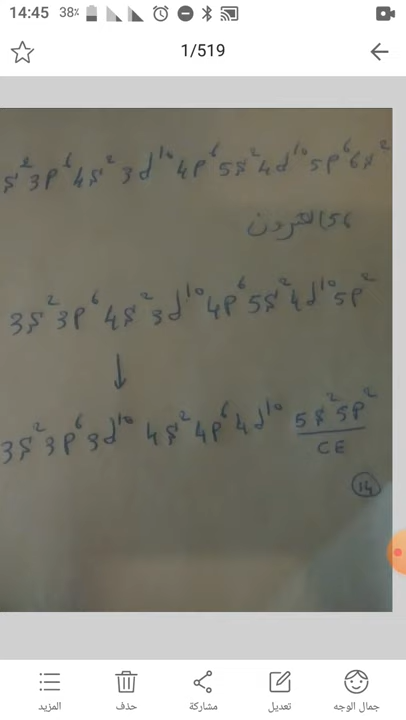 14:45 38%
1/519
s² 3p⁶ 4s² 3d¹⁰ 4p⁶ 5s² 4d¹⁰ 5p⁶ 6s²
56
3s² 3p⁶ 4s² 3d¹⁰ 4p⁶ 5s² 4d¹⁰ 5p²
↓
3s² 3p⁶ 3d¹⁰ 4s² 4p⁶ 4d¹⁰ 5s² 5p²
CE
14
جمال الوجه
تعديل
مشاركة
حذف
المزيد